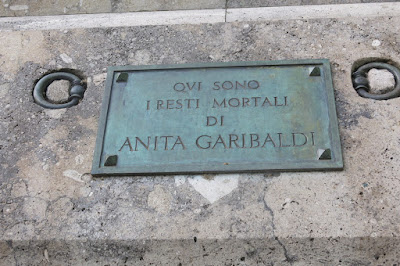 QVI SONO
I RESTI MORTALI
DI
ANITA GARIBALDI